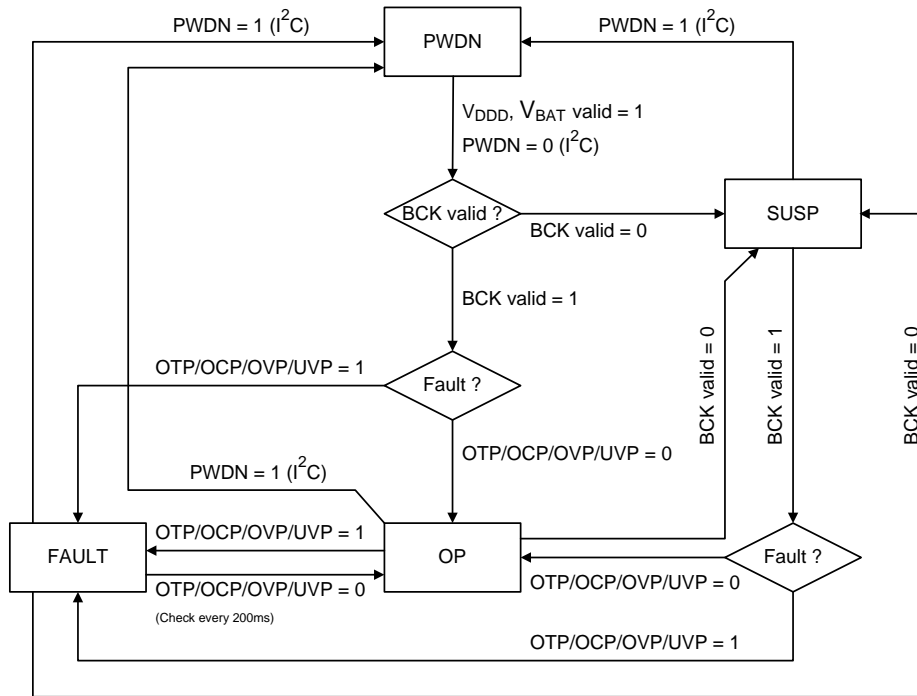 PWDN = 1 (I²C)
PWDN
PWDN = 1 (I²C)
VDDD, VBAT valid = 1
PWDN = 0 (I²C)
BCK valid ?
SUSP
BCK valid = 0
BCK valid = 1
BCK valid = 0
BCK valid = 1
BCK valid = 0
OTP/OCP/OVP/UVP = 1
Fault ?
OTP/OCP/OVP/UVP = 0
PWDN = 1 (I²C)
FAULT
OTP/OCP/OVP/UVP = 1
OP
Fault ?
OTP/OCP/OVP/UVP = 0
OTP/OCP/OVP/UVP = 0
(Check every 200ms)
OTP/OCP/OVP/UVP = 1